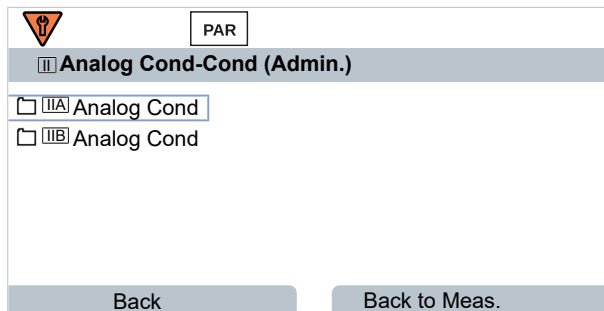 PAR
II Analog Cond-Cond (Admin.)
IIA Analog Cond
IIB Analog Cond
Back Back to Meas.